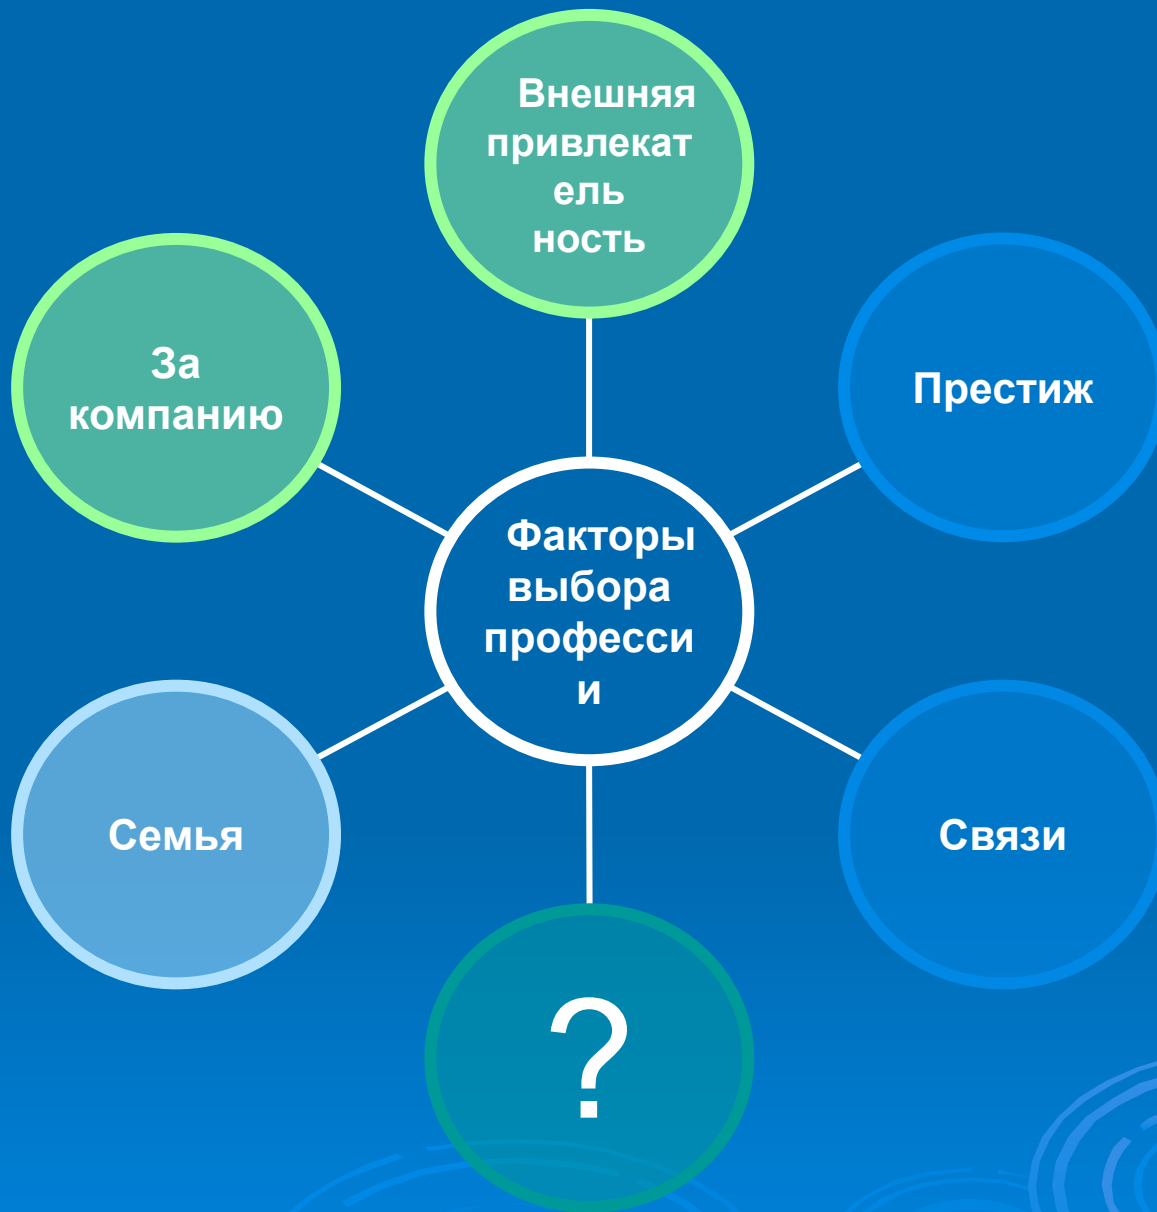 Внешняя
привлекат
ель
ность
За
компанию
Престиж
Факторы
выбора
професси
и
Семья
Связи
?